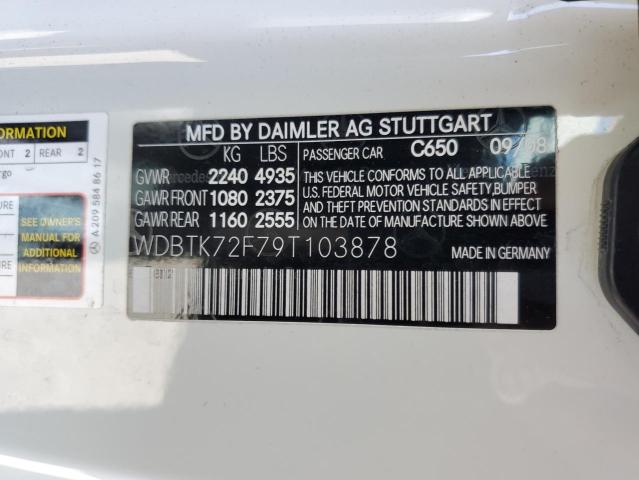 ORMATION
ONT 2 REAR 2
rgo
SEE OWNER'S
MANUAL FOR
ADDITIONAL
INFORMATION
A 209 584 86 17
MFD BY DAIMLER AG STUTTGART
KG LBS PASSENGER CAR C650 09/08
GVWR 2240 4935
GAWR FRONT 1080 2375
GAWR REAR 1160 2555
THIS VEHICLE CONFORMS TO ALL APPLICABLE
U.S. FEDERAL MOTOR VEHICLE SAFETY,BUMPER
AND THEFT PREVENTION STANDARDS IN EFFECT ON
THE DATE OF MANUFACTURE SHOWN ABOVE.
WDBTK72F79T103878
MADE IN GERMANY